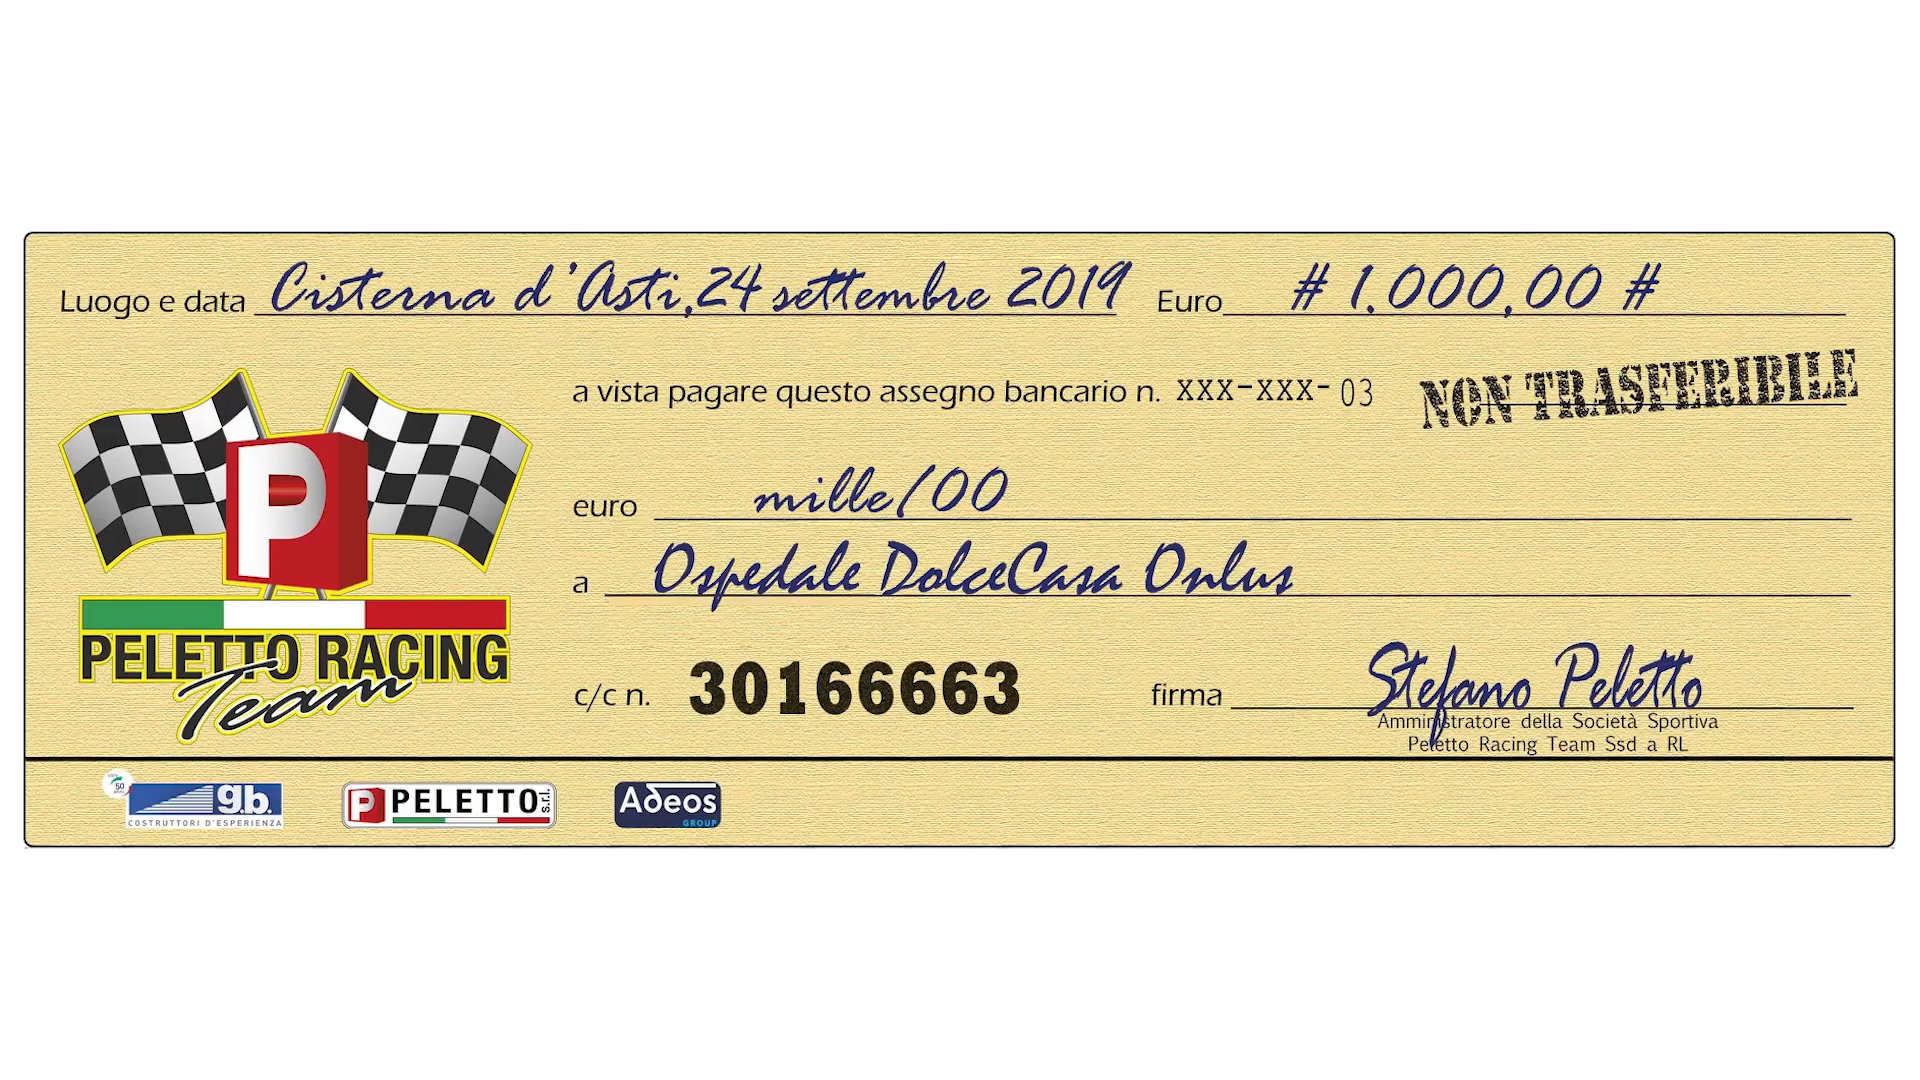 Luogo e data Cisterna d'Asti, 24 settembre 2019 Euro # 1.000,00 #
a vista pagare questo assegno bancario n. XXX-XXX- 03 NON TRASFERIBILE
P
euro mille/00
a Ospedale DolceCasa Onlus
PELETTO RACING
Team
c/c n. 30166663 firma Stefano Peletto
Amministratore della Società Sportiva
Peletto Racing Team Ssd a RL
50
g.b.
COSTRUTTORI D'ESPERIENZA
P PELETTO s.r.l.
Adeos
GROUP